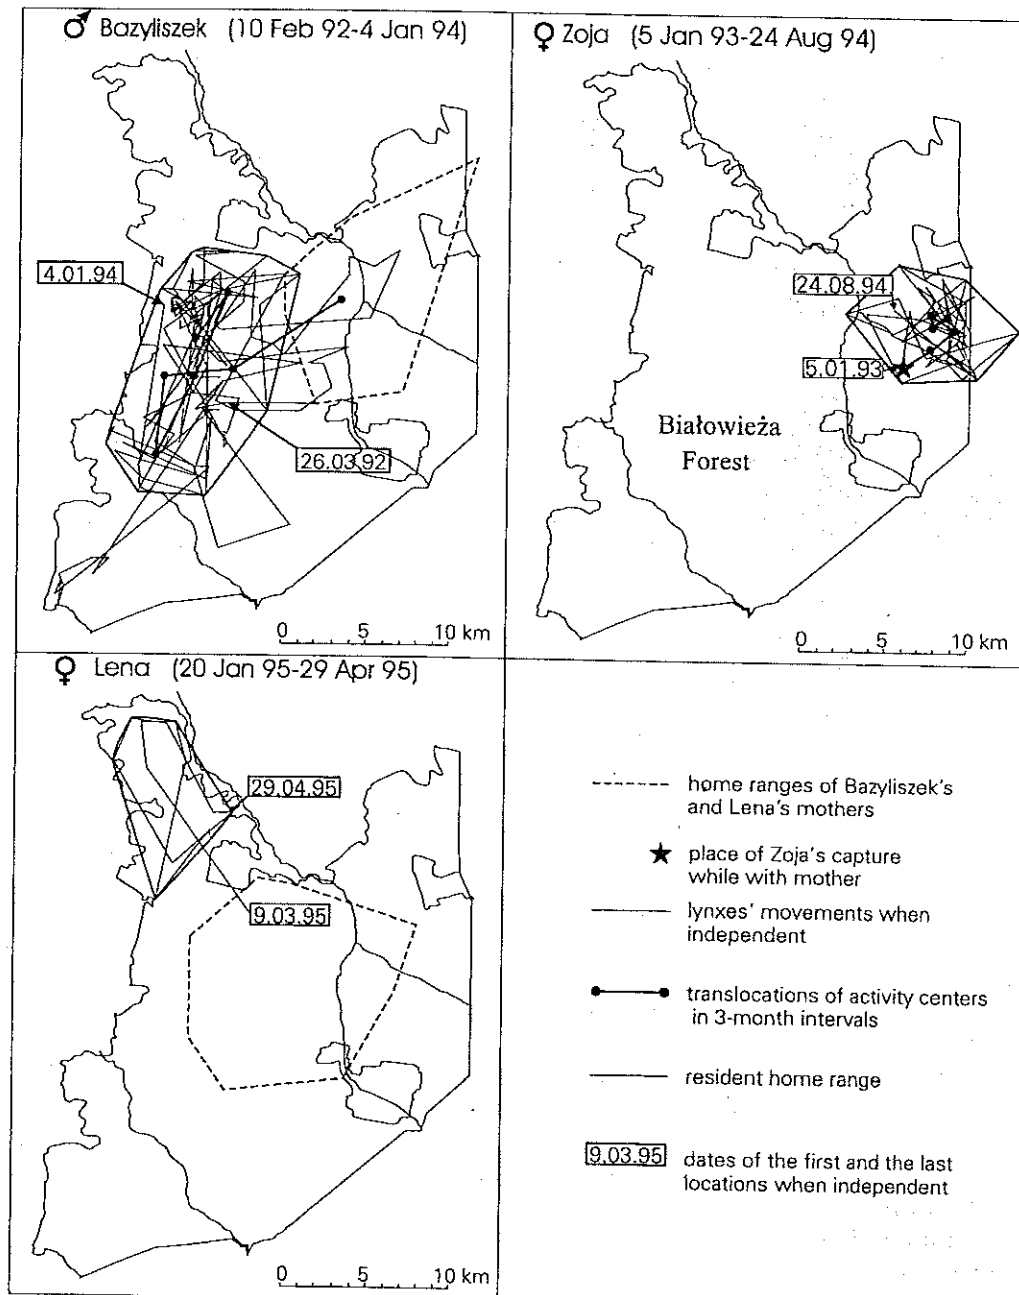 ♂ Bazyliszek (10 Feb 92-4 Jan 94)
4.01.94
26.03.92
0 5 10 km
♀ Zoja (5 Jan 93-24 Aug 94)
24.08.94
5.01.93
Białowieża
Forest
0 5 10 km
♀ Lena (20 Jan 95-29 Apr 95)
29.04.95
9.03.95
0 5 10 km
home ranges of Bazyliszek's
and Lena's mothers
place of Zoja's capture
while with mother
lynxes' movements when
independent
translocations of activity centers
in 3-month intervals
resident home range
9.03.95 dates of the first and the last
locations when independent